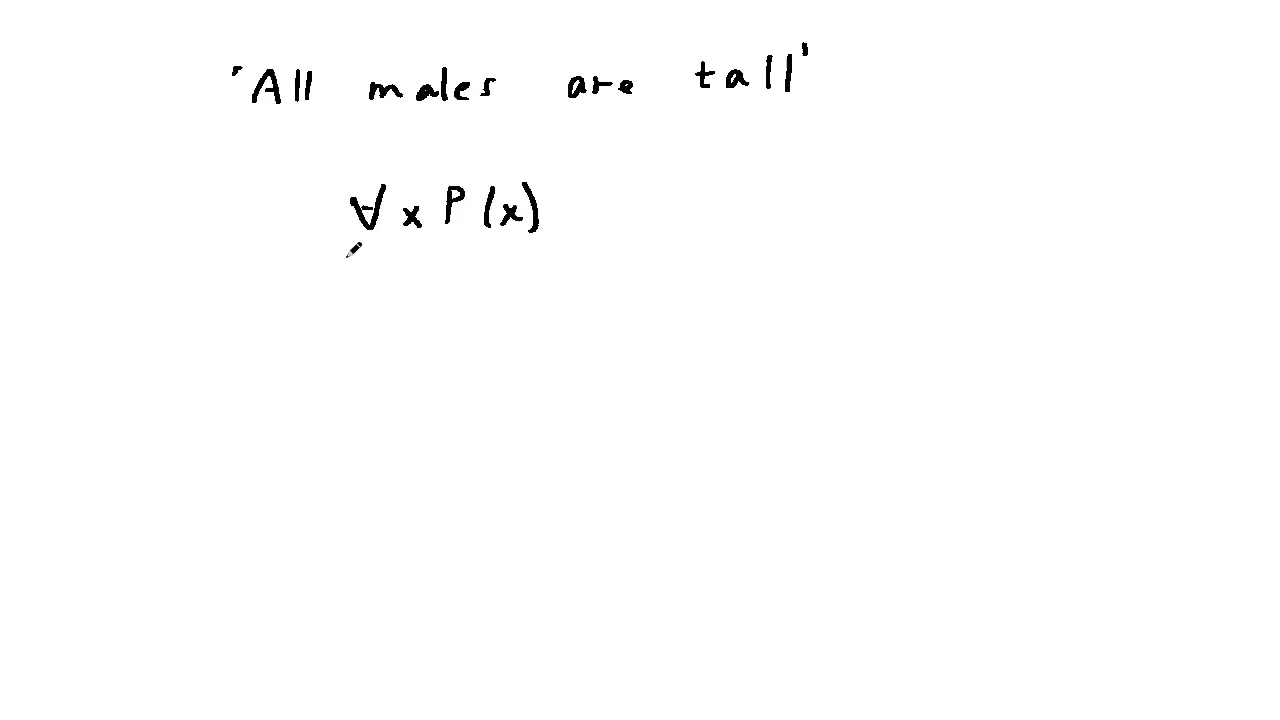 'All males are tall'
∀x P(x)